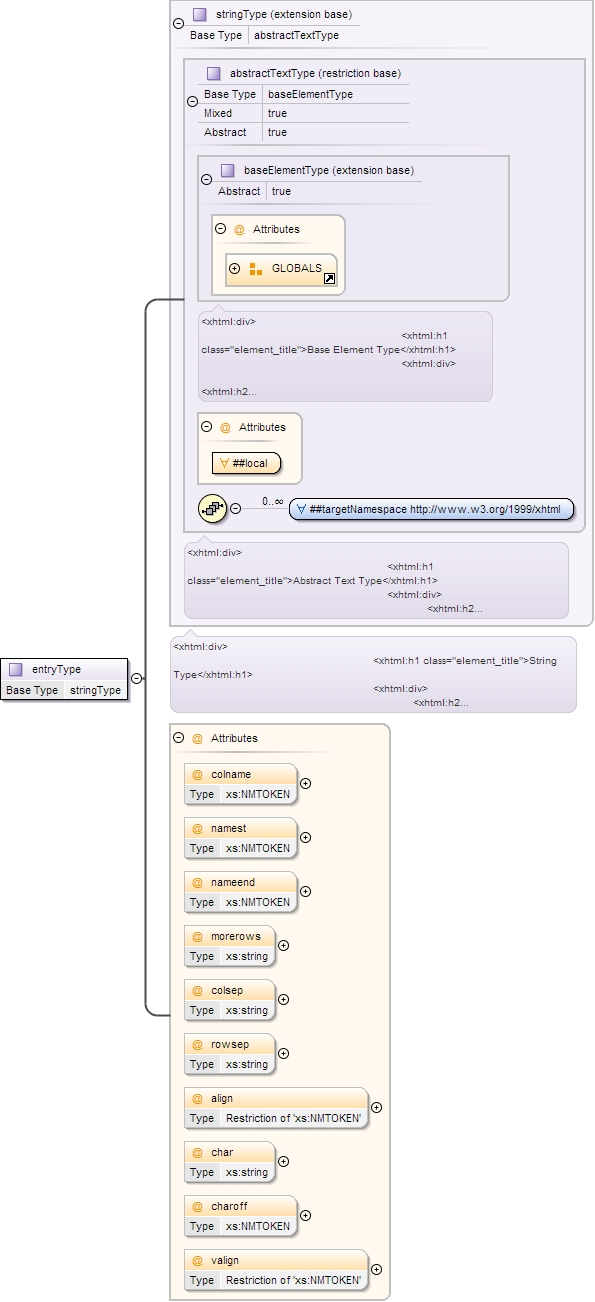 stringType (extension base)
Base Type abstractTextType
abstractTextType (restriction base)
Base Type baseElementType
Mixed true
Abstract true
baseElementType (extension base)
Abstract true
@ Attributes
GLOBALS
<xhtml:div>
<xhtml:h1
class="element_title">Base Element Type</xhtml:h1>
<xhtml:div>
<xhtml:h2...
@ Attributes
∀ ##local
0..∞ ∀ ##targetNamespace http://www.w3.org/1999/xhtml
<xhtml:div>
<xhtml:h1
class="element_title">Abstract Text Type</xhtml:h1>
<xhtml:div>
<xhtml:h2...
<xhtml:div>
<xhtml:h1 class="element_title">String
Type</xhtml:h1>
<xhtml:div>
<xhtml:h2...
entryType
Base Type stringType
@ Attributes
@ colname
Type xs:NMTOKEN
@ namest
Type xs:NMTOKEN
@ nameend
Type xs:NMTOKEN
@ morerows
Type xs:string
@ colsep
Type xs:string
@ rowsep
Type xs:string
@ align
Type Restriction of 'xs:NMTOKEN'
@ char
Type xs:string
@ charoff
Type xs:NMTOKEN
@ valign
Type Restriction of 'xs:NMTOKEN'